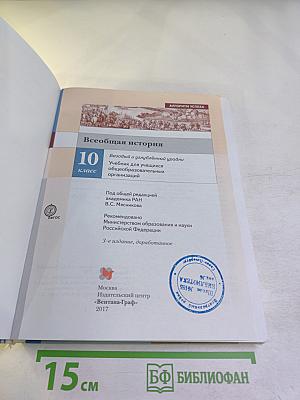 АЛГОРИТМ УСПЕХА
Всеобщая история
10
класс
Базовый и углублённый уровни
Учебник для учащихся
общеобразовательных
организаций
Под общей редакцией
академика РАН
В.С. Мясникова
ФГОС
Рекомендовано
Министерством образования и науки
Российской Федерации
3-е издание, доработанное
Москва
Издательский центр
«Вентана-Граф»
2017
БИБЛИОТЕКА
15 см
БФ БИБЛИОФАН